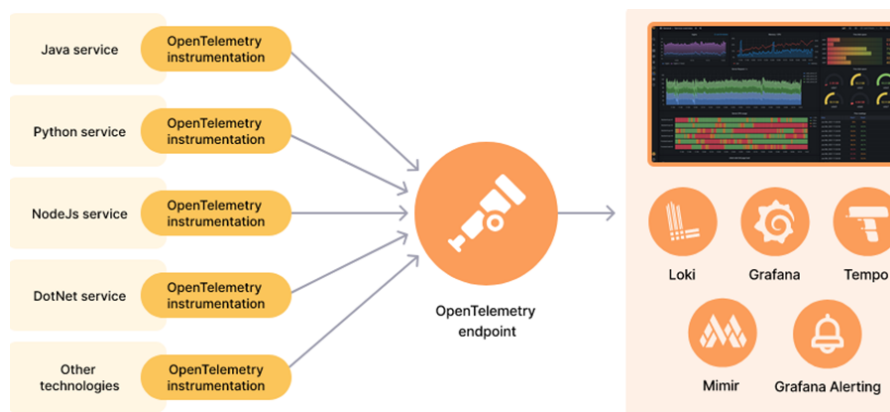 Java service
OpenTelemetry
instrumentation
Python service
OpenTelemetry
instrumentation
NodeJs service
OpenTelemetry
instrumentation
DotNet service
OpenTelemetry
instrumentation
Other
technologies
OpenTelemetry
instrumentation
OpenTelemetry
endpoint
Loki
Grafana
Tempo
Mimir
Grafana Alerting